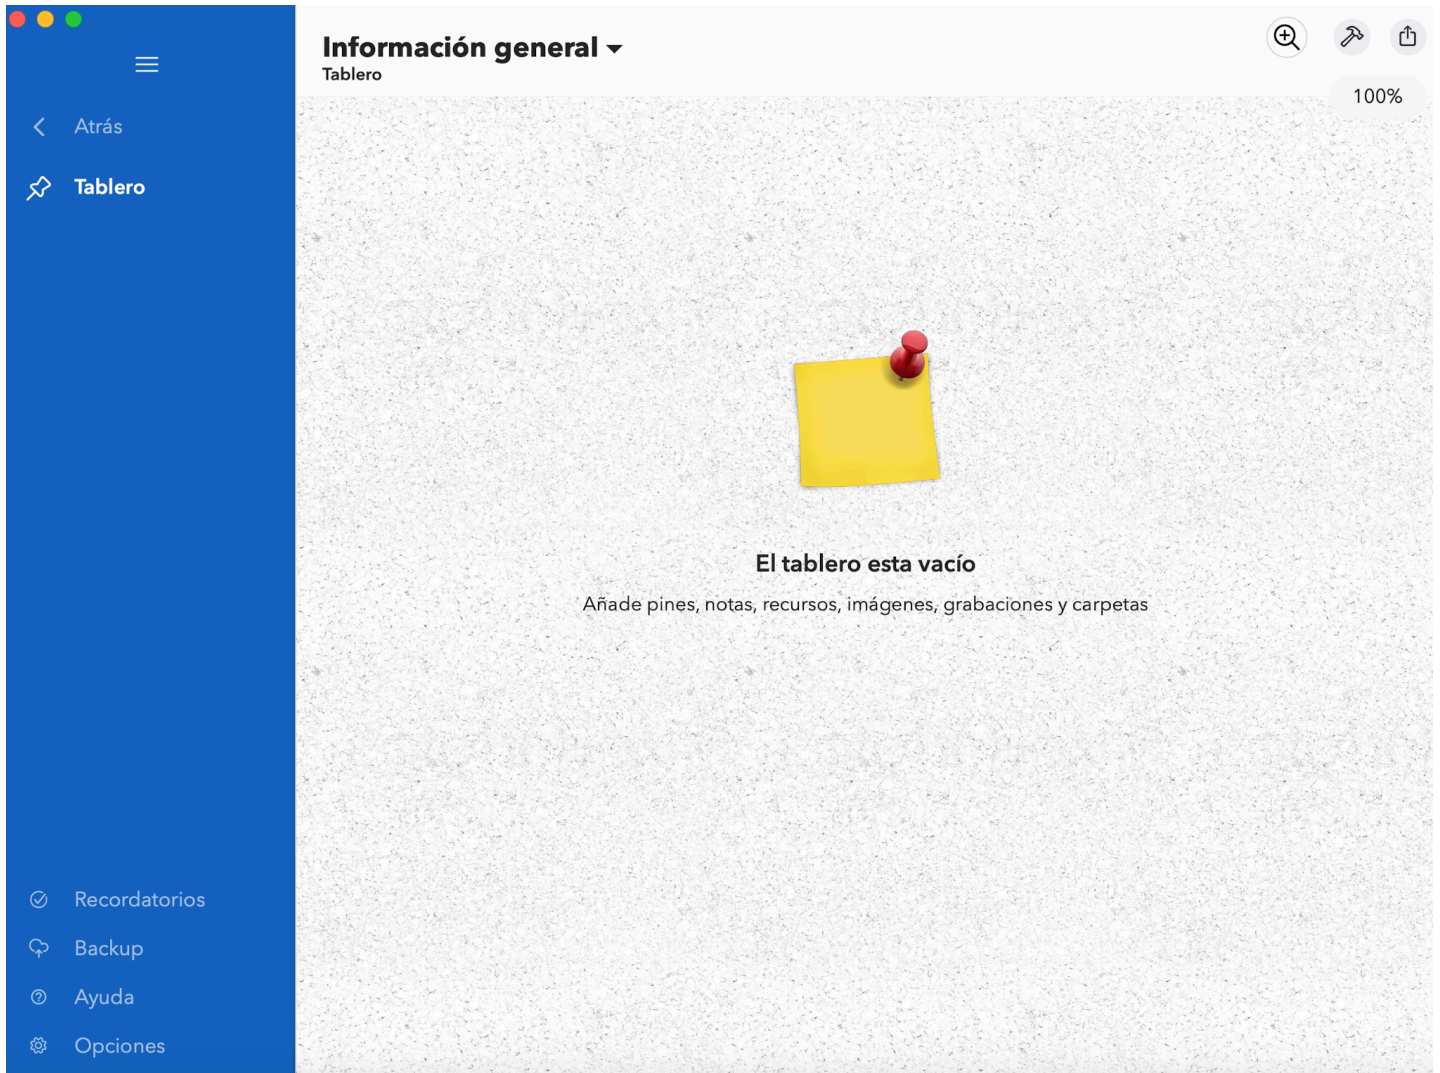 Atrás
Tablero
Recordatorios
Backup
Ayuda
Opciones
Información general
Tablero
100%
El tablero esta vacío
Añade pines, notas, recursos, imágenes, grabaciones y carpetas